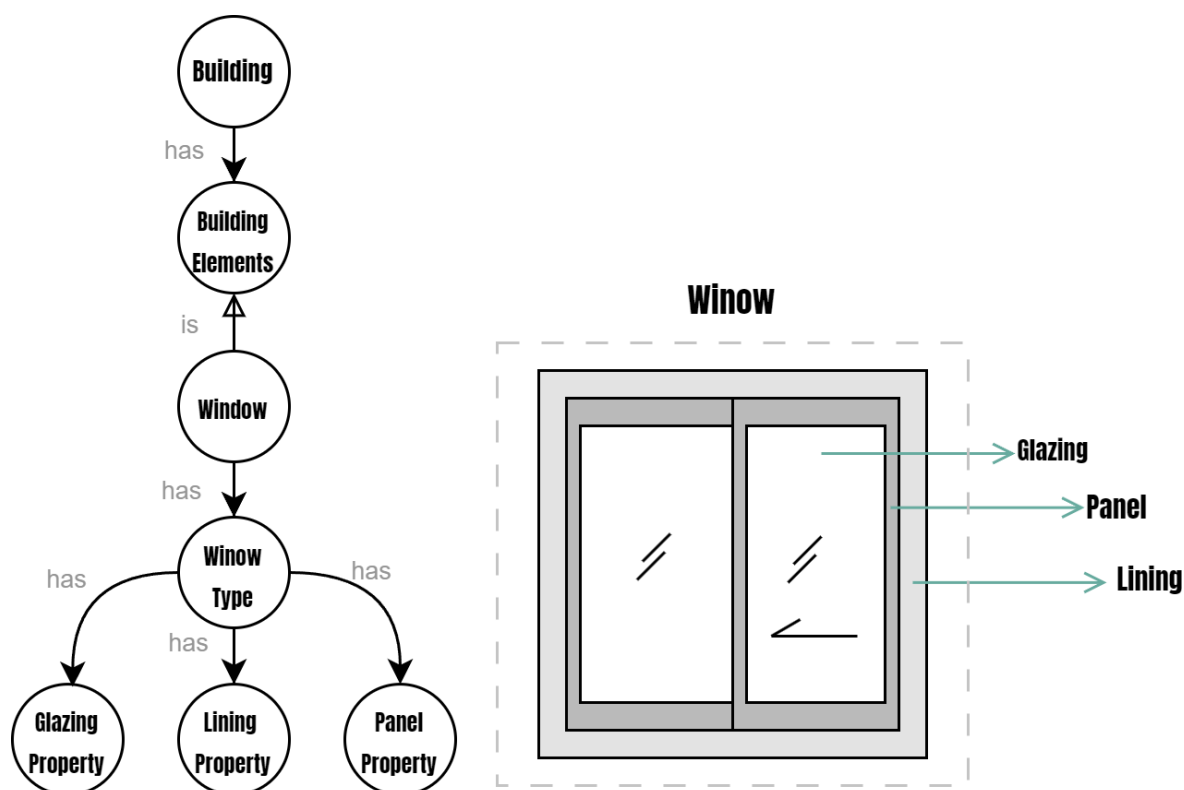 Building
has
Building
Elements
is
Window
has
Winow
Type
has
has
has
Glazing
Property
Lining
Property
Panel
Property
Winow
Glazing
Panel
Lining